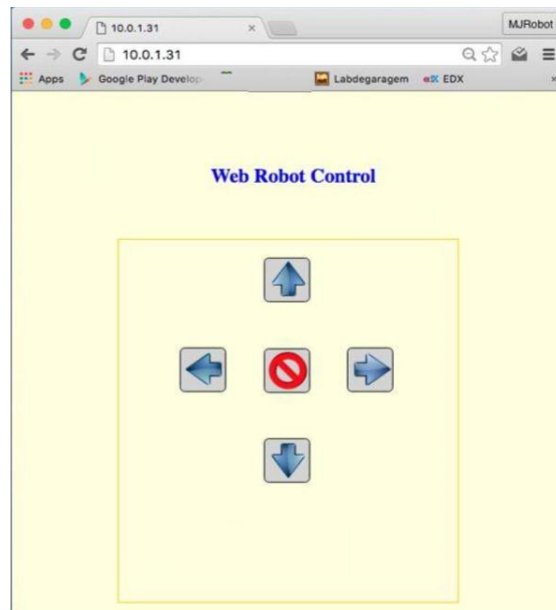 10.0.1.31
MJRobot
10.0.1.31
Apps
Google Play Develop
Labdegaragem
EDX
Web Robot Control